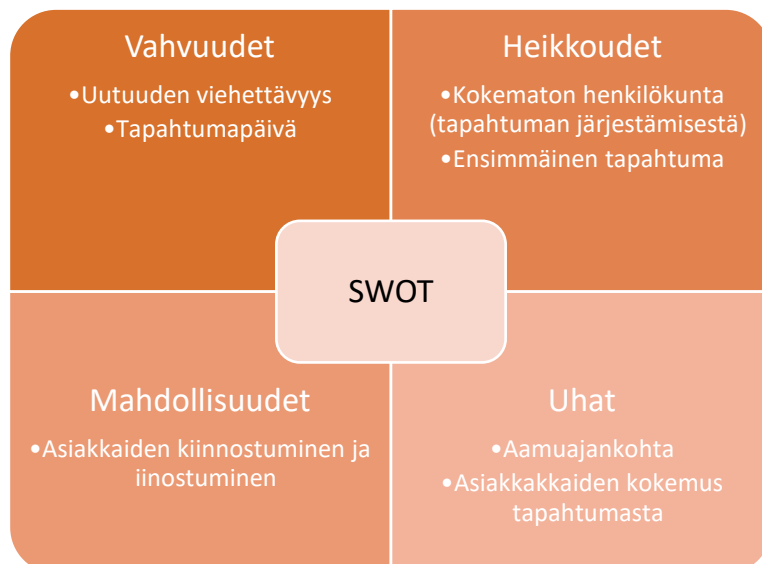 Vahvuudet
•Uutuuden viehettävyys
•Tapahtumapäivä
Heikkoudet
•Kokematon henkilökunta
(tapahtuman järjestämisestä)
•Ensimmäinen tapahtuma
SWOT
Mahdollisuudet
•Asiakkaiden kiinnostuminen ja
iinostuminen
Uhat
•Aamuajankohta
•Asiakkakkaiden kokemus
tapahtumasta